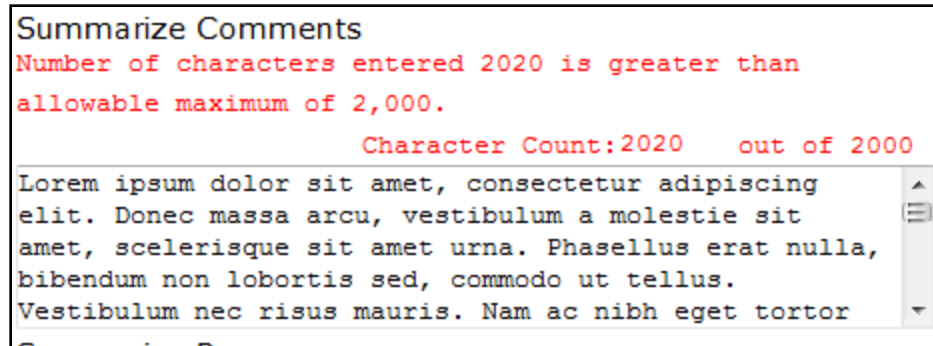 Summarize Comments
Number of characters entered 2020 is greater than
allowable maximum of 2,000.
Character Count:2020 out of 2000
Lorem ipsum dolor sit amet, consectetur adipiscing
elit. Donec massa arcu, vestibulum a molestie sit
amet, scelerisque sit amet urna. Phasellus erat nulla,
bibendum non lobortis sed, commodo ut tellus.
Vestibulum nec risus mauris. Nam ac nibh eget tortor